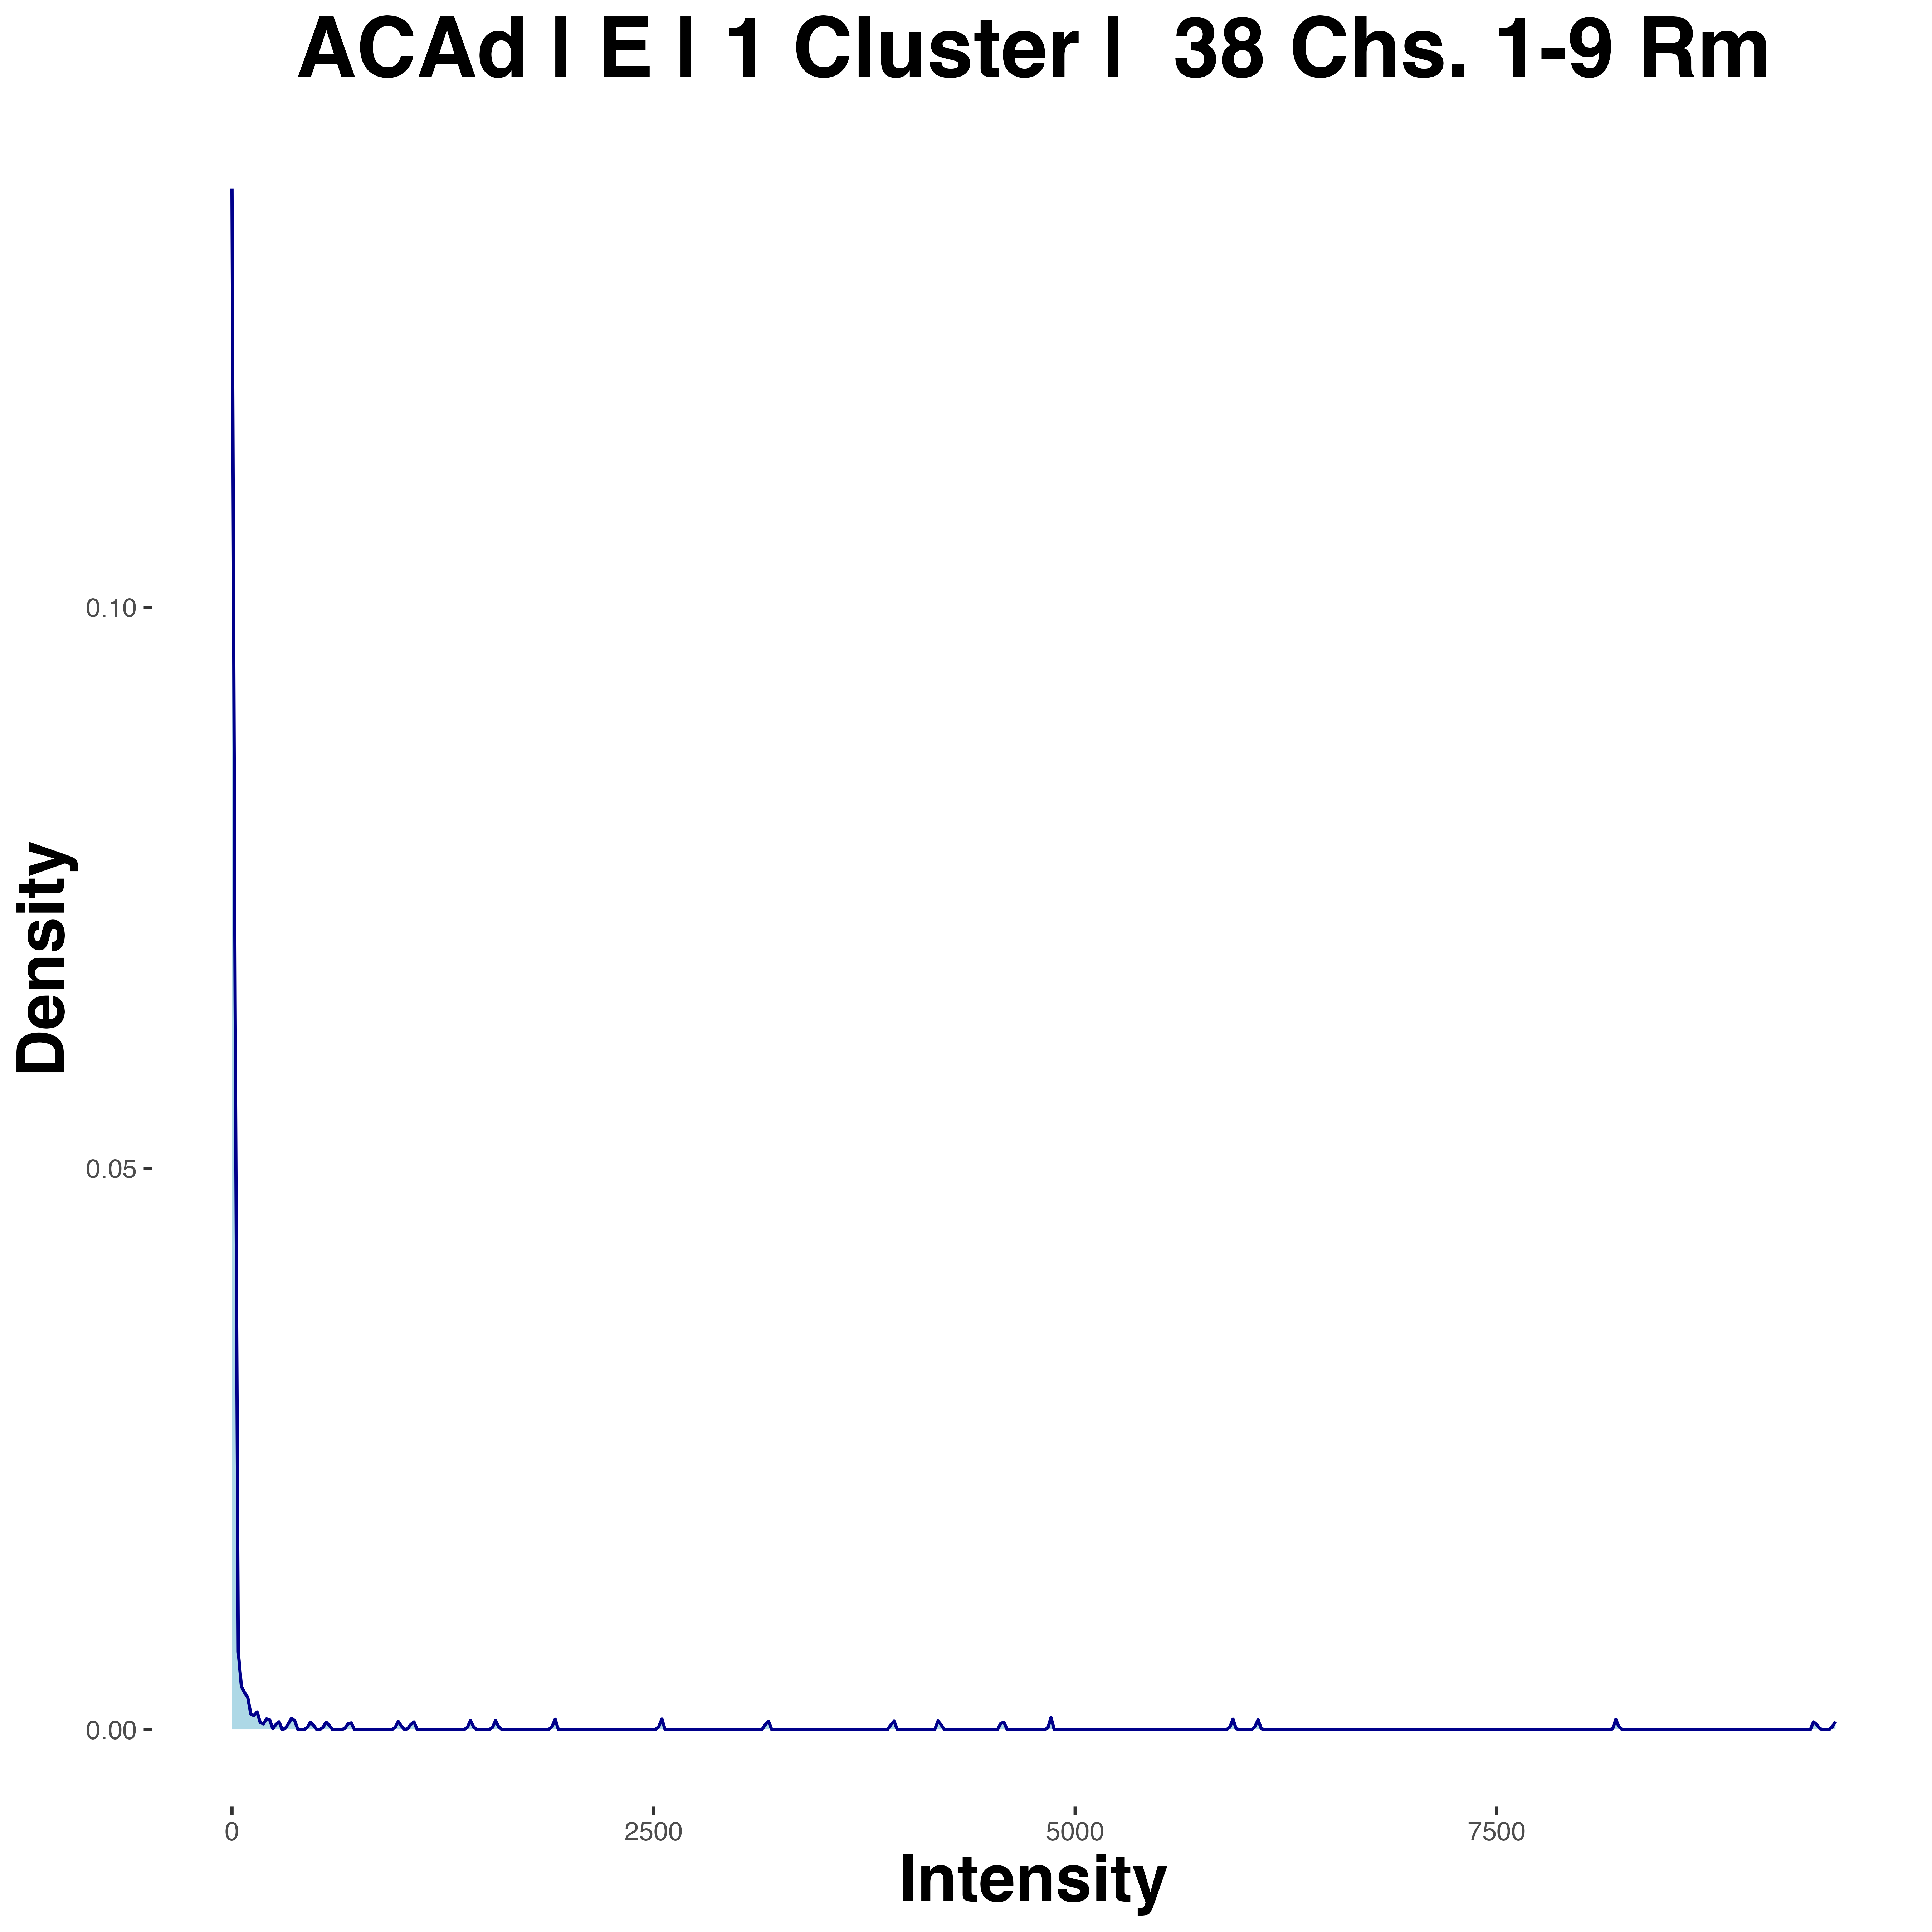 ACAd | E | 1 Cluster |  38 Chs. 1-9 Rm
Density
0.10
0.05
0.00
0 2500 5000 7500
Intensity